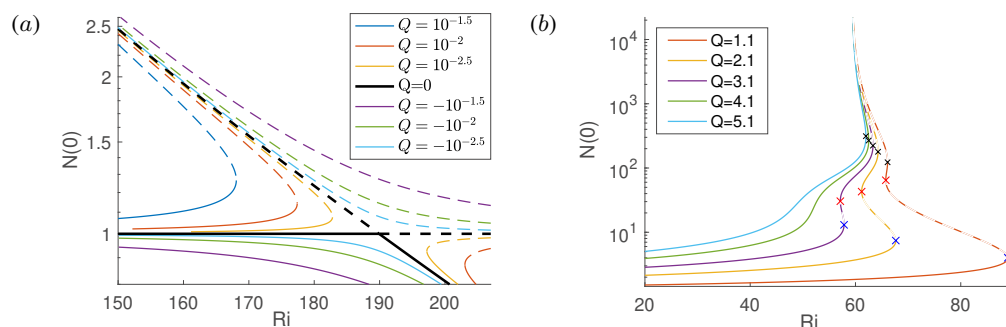 (a)
N(0)
2.5
2
1.5
1
150 160 170 180 190 200
Ri
Q = 10^{-1.5}
Q = 10^{-2}
Q = 10^{-2.5}
Q=0
Q = −10^{-1.5}
Q = −10^{-2}
Q = −10^{-2.5}
(b)
N(0)
10^4
10^3
10^2
10^1
20 40 60 80
Ri
Q=1.1
Q=2.1
Q=3.1
Q=4.1
Q=5.1